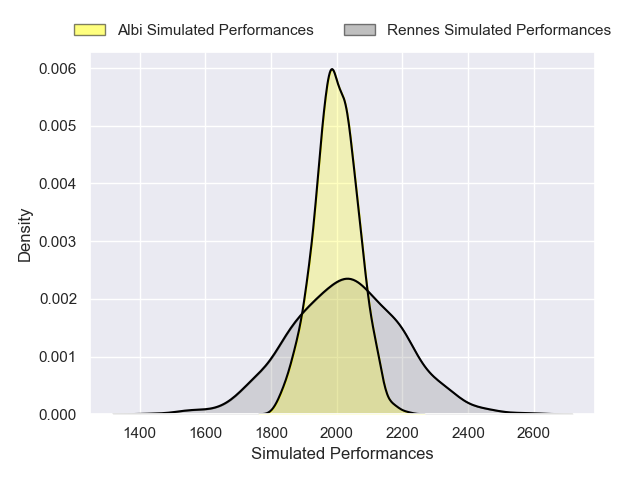 Albi Simulated Performances
Rennes Simulated Performances
0.006
0.005
0.004
0.003
0.002
0.001
0.000
Density
1400 1600 1800 2000 2200 2400 2600
Simulated Performances